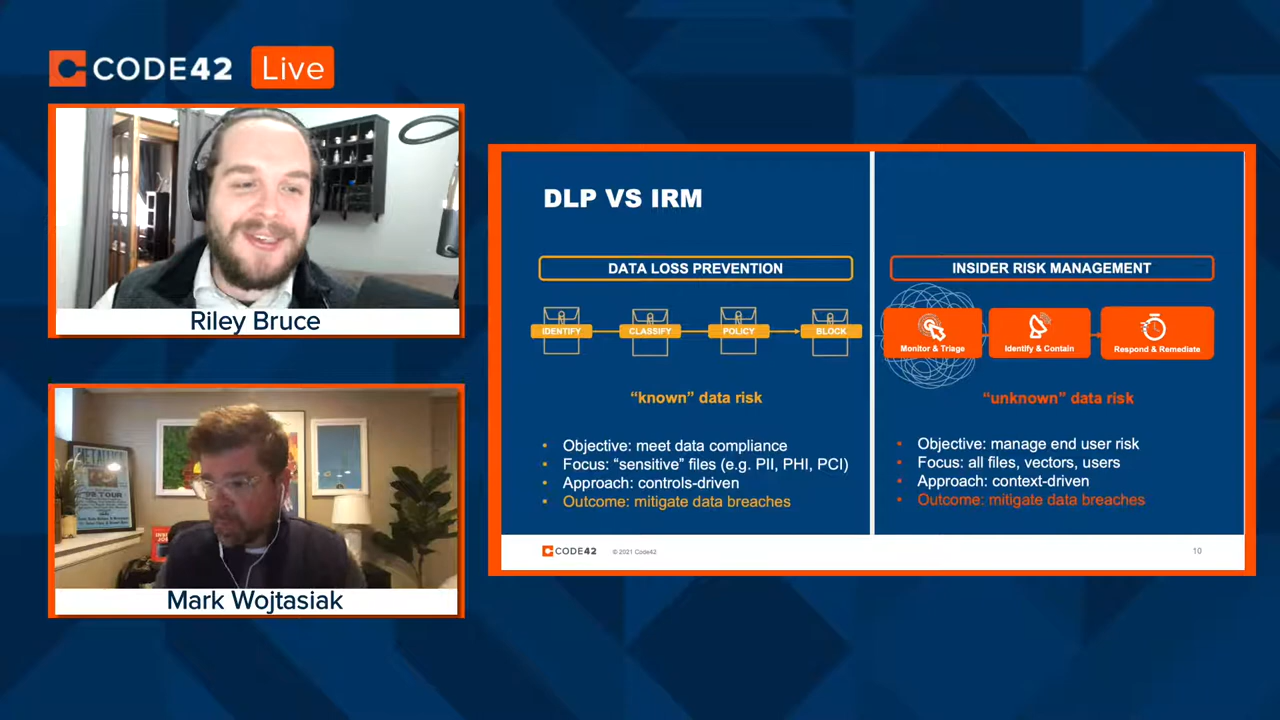 CODE42 Live
Riley Bruce
Mark Wojtasiak
DLP VS IRM
DATA LOSS PREVENTION
IDENTIFY
CLASSIFY
POLICY
BLOCK
"known" data risk
• Objective: meet data compliance
• Focus: "sensitive" files (e.g. PII, PHI, PCI)
• Approach: controls-driven
• Outcome: mitigate data breaches
INSIDER RISK MANAGEMENT
Monitor & Triage
Identify & Contain
Respond & Remediate
"unknown" data risk
• Objective: manage end user risk
• Focus: all files, vectors, users
• Approach: context-driven
• Outcome: mitigate data breaches
CODE42
© 2021 Code42
10